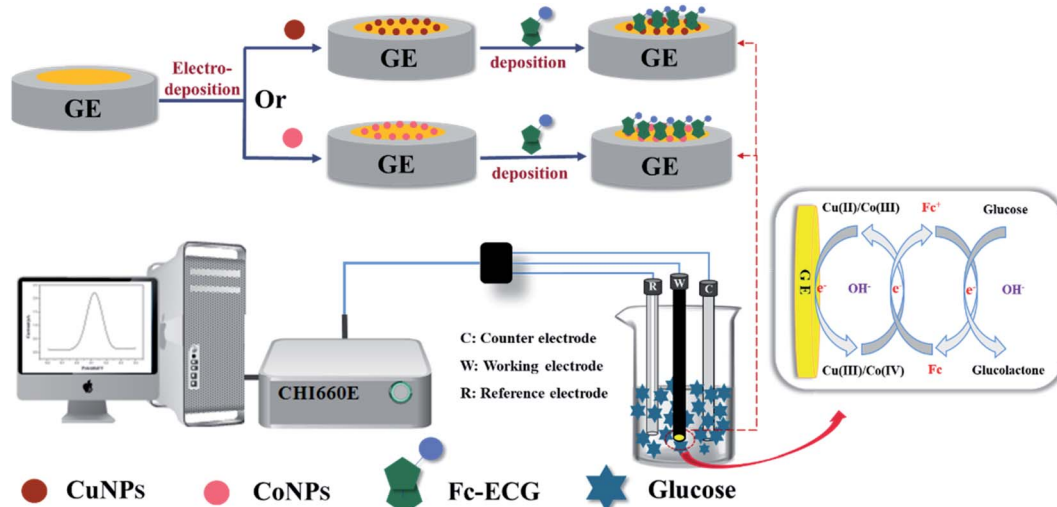 GE
Electro-
deposition
Or
GE
deposition
GE
GE
deposition
GE
CHI660E
C: Counter electrode
W: Working electrode
R: Reference electrode
R
W
C
Cu(II)/Co(III)
Fc⁺
Glucose
G E
e⁻
OH⁻
e⁻
e⁻
OH⁻
Cu(III)/Co(IV)
Fc
Glucolactone
CuNPs
CoNPs
Fc-ECG
Glucose